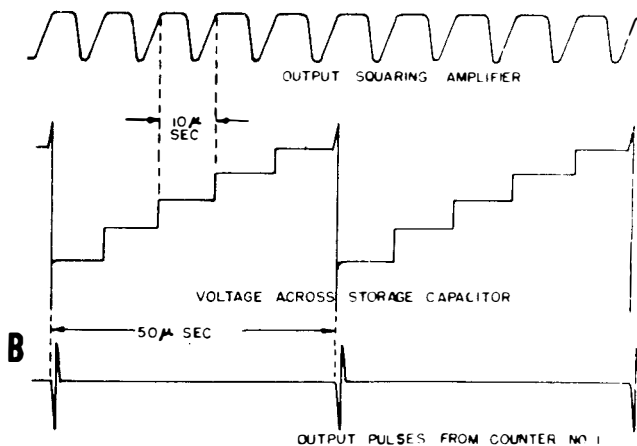 OUTPUT SQUARING AMPLIFIER
10μ
SEC
VOLTAGE ACROSS STORAGE CAPACITOR
50μ SEC
B
OUTPUT PULSES FROM COUNTER NO. 1